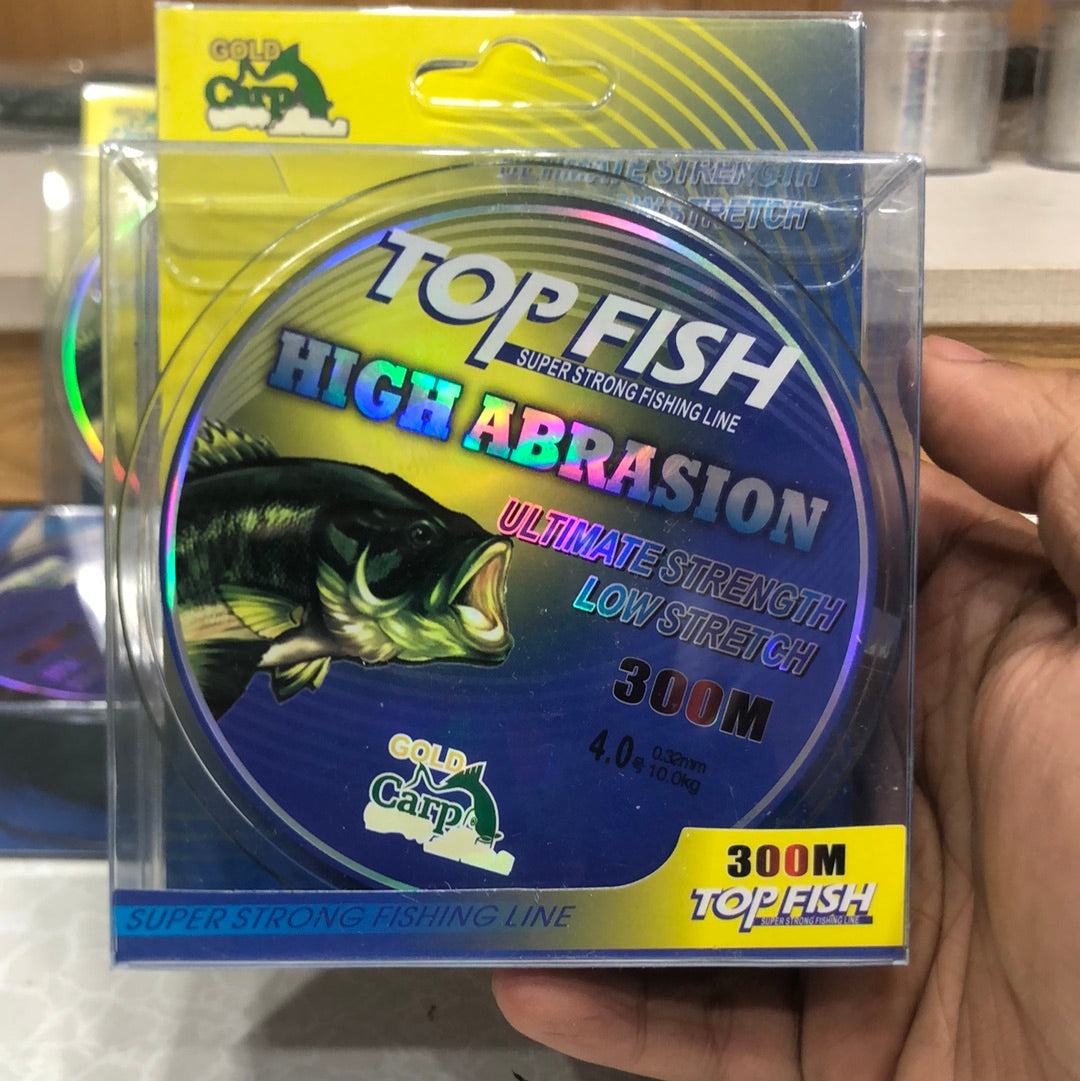 GOLD
Carp
ULTIMATE STRENGTH
LOW STRETCH
TOP FISH
SUPER STRONG FISHING LINE
HIGH ABRASION
ULTIMATE STRENGTH
LOW STRETCH
300M
4.0号 0.32mm
10.0kg
GOLD
Carp
300M
TOP FISH
SUPER STRONG FISHING LINE
SUPER STRONG FISHING LINE